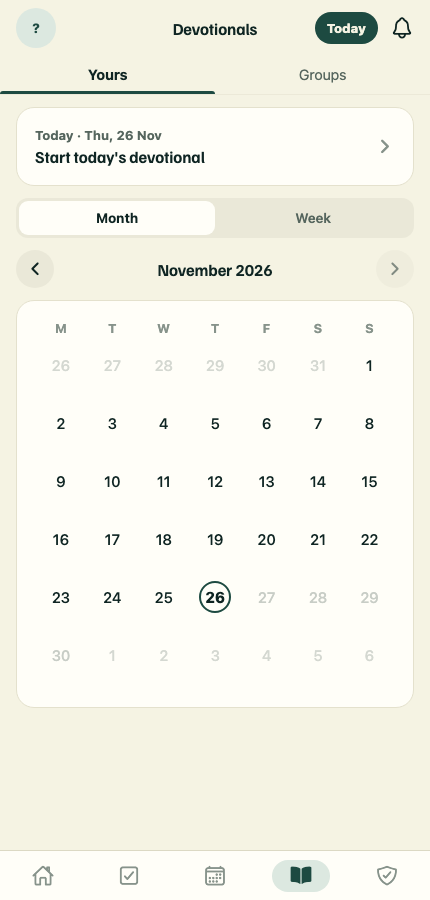 ?
Devotionals
Today
Yours
Groups
Today · Thu, 26 Nov
Start today's devotional
Month
Week
November 2026
M T W T F S S
26 27 28 29 30 31 1
2 3 4 5 6 7 8
9 10 11 12 13 14 15
16 17 18 19 20 21 22
23 24 25 26 27 28 29
30 1 2 3 4 5 6